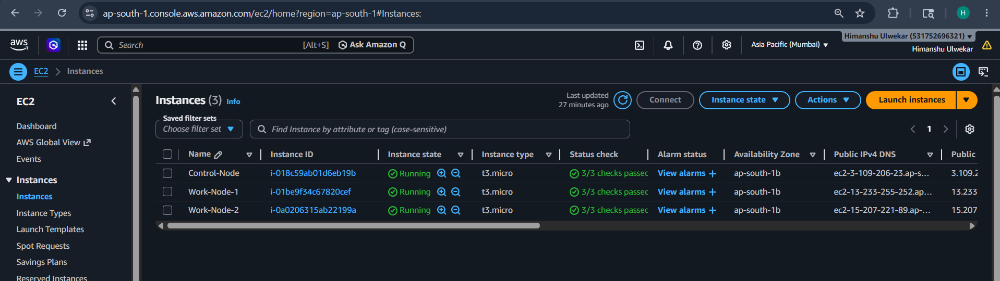 ap-south-1.console.aws.amazon.com/ec2/home?region=ap-south-1#Instances:
H
aws
Search
[Alt+S]
Ask Amazon Q
Asia Pacific (Mumbai)
Himanshu Ulwekar (531752696321)
Himanshu Ulwekar
EC2
Instances
EC2
Dashboard
AWS Global View
Events
Instances
Instances
Instance Types
Launch Templates
Spot Requests
Savings Plans
Reserved Instances
Instances (3) Info
Last updated
27 minutes ago
Connect
Instance state
Actions
Launch instances
Saved filter sets
Choose filter set
Find Instance by attribute or tag (case-sensitive)
1
Name Instance ID Instance state Instance type Status check Alarm status Availability Zone Public IPv4 DNS Public
Control-Node i-018c59ab01d6eb19b Running t3.micro 3/3 checks passec View alarms + ap-south-1b ec2-3-109-206-23.ap-s... 3.109.2
Work-Node-1 i-01be9f34c67820cef Running t3.micro 3/3 checks passec View alarms + ap-south-1b ec2-13-233-255-252.ap... 13.233
Work-Node-2 i-0a0206315ab22199a Running t3.micro 3/3 checks passec View alarms + ap-south-1b ec2-15-207-221-89.ap-... 15.207